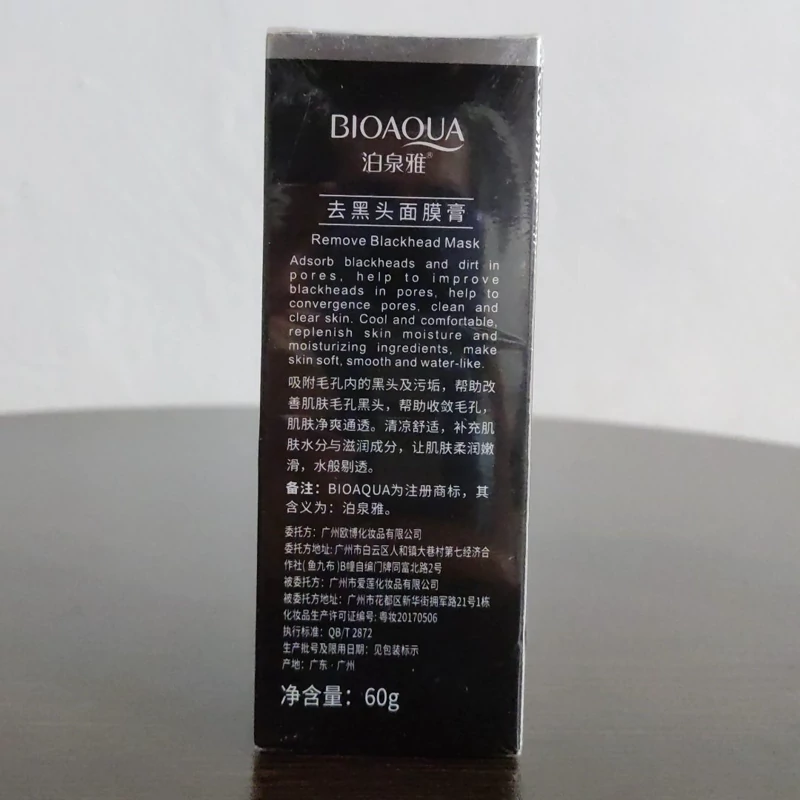 BIOAQUA
泊泉雅®
去黑头面膜膏
Remove Blackhead Mask
Adsorb blackheads and dirt in
pores, help to improve
blackheads in pores, help to
convergence pores, clean and
clear skin. Cool and comfortable,
replenish skin moisture and
moisturizing ingredients, make
skin soft, smooth and water-like.
吸附毛孔内的黑头及污垢，帮助改
善肌肤毛孔黑头，帮助收敛毛孔，
肌肤净爽通透。清凉舒适，补充肌
肤水分与滋润成分，让肌肤柔润嫩
滑，水般剔透。
备注：BIOAQUA为注册商标，其
含义为：泊泉雅。
委托方：广州欧博化妆品有限公司
委托方地址: 广州市白云区人和镇大巷村第七经济合
作社( 鱼九布 )B幢自编门牌同富北路2号
被委托方：广州市爱莲化妆品有限公司
被委托方地址：广州市花都区新华街拥军路21号1栋
化妆品生产许可证编号: 粤妆20170506
执行标准：QB/T 2872
生产批号及限用日期：见包装标示
产地：广东 · 广州
净含量：60g